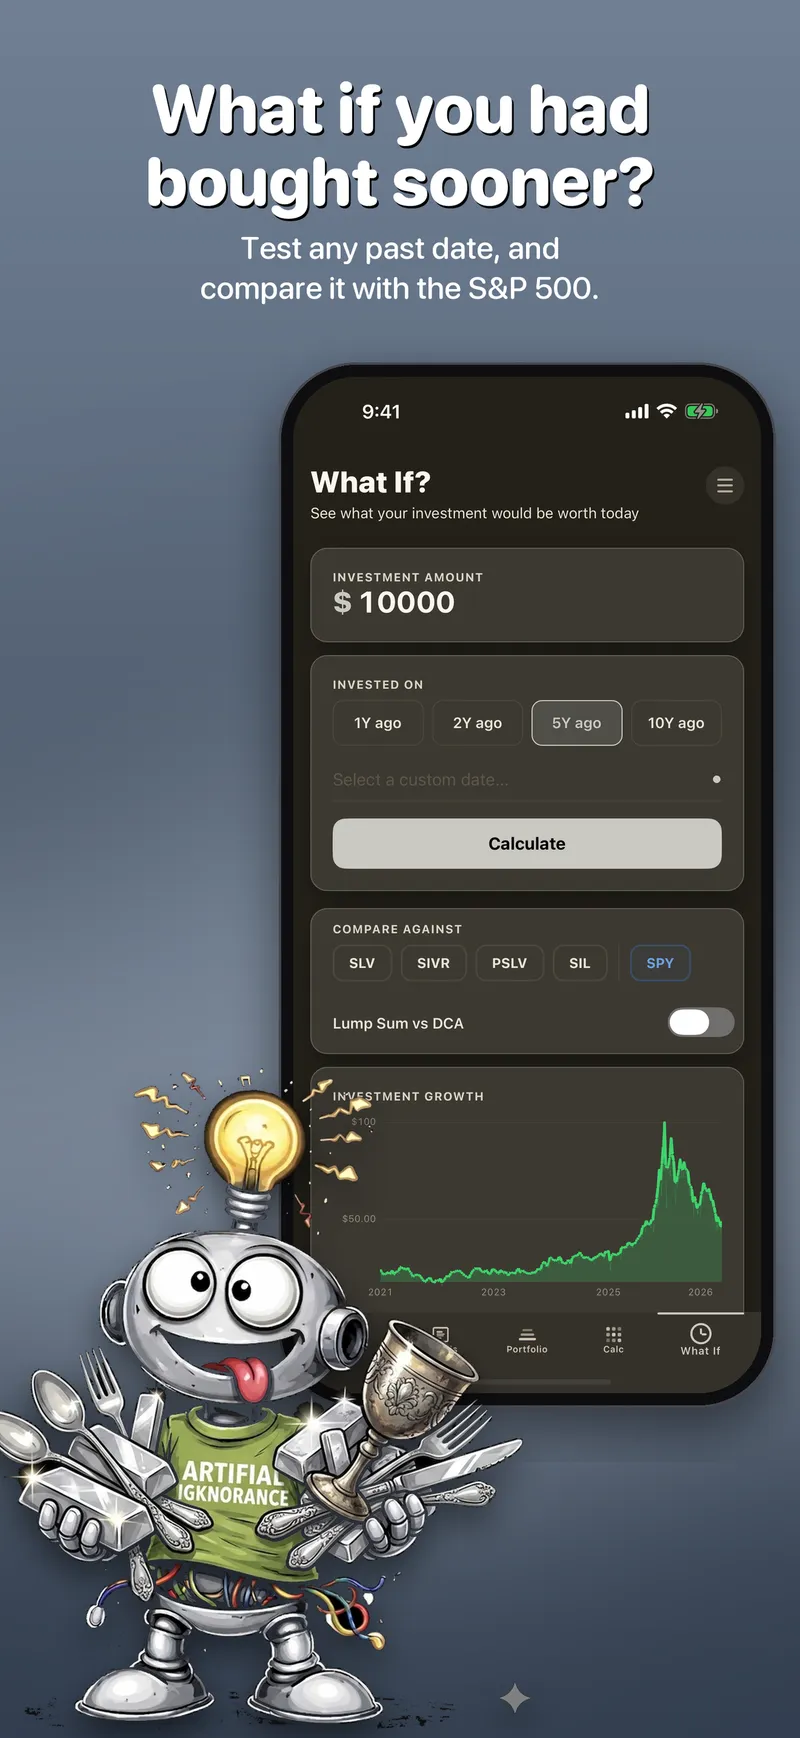 What if you had
bought sooner?
Test any past date, and
compare it with the S&P 500.
9:41
What If?
See what your investment would be worth today
INVESTMENT AMOUNT
$ 10000
INVESTED ON
1Y ago 2Y ago 5Y ago 10Y ago
Select a custom date...
Calculate
COMPARE AGAINST
SLV SIVR PSLV SIL SPY
Lump Sum vs DCA
INVESTMENT GROWTH
$100
$50.00
2021 2023 2025 2026
Portfolio Calc What If
ARTIFIAL
IGKNORANCE